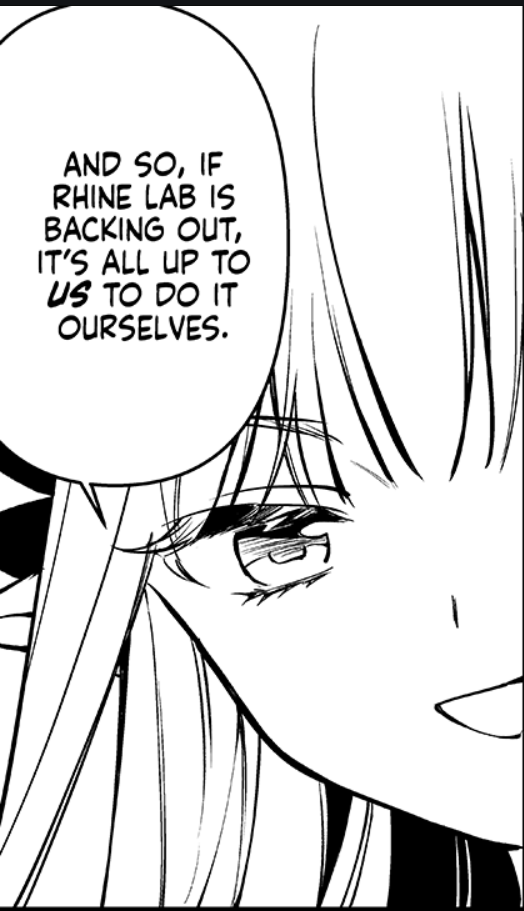 AND SO, IF
RHINE LAB IS
BACKING OUT,
IT'S ALL UP TO
US TO DO IT
OURSELVES.